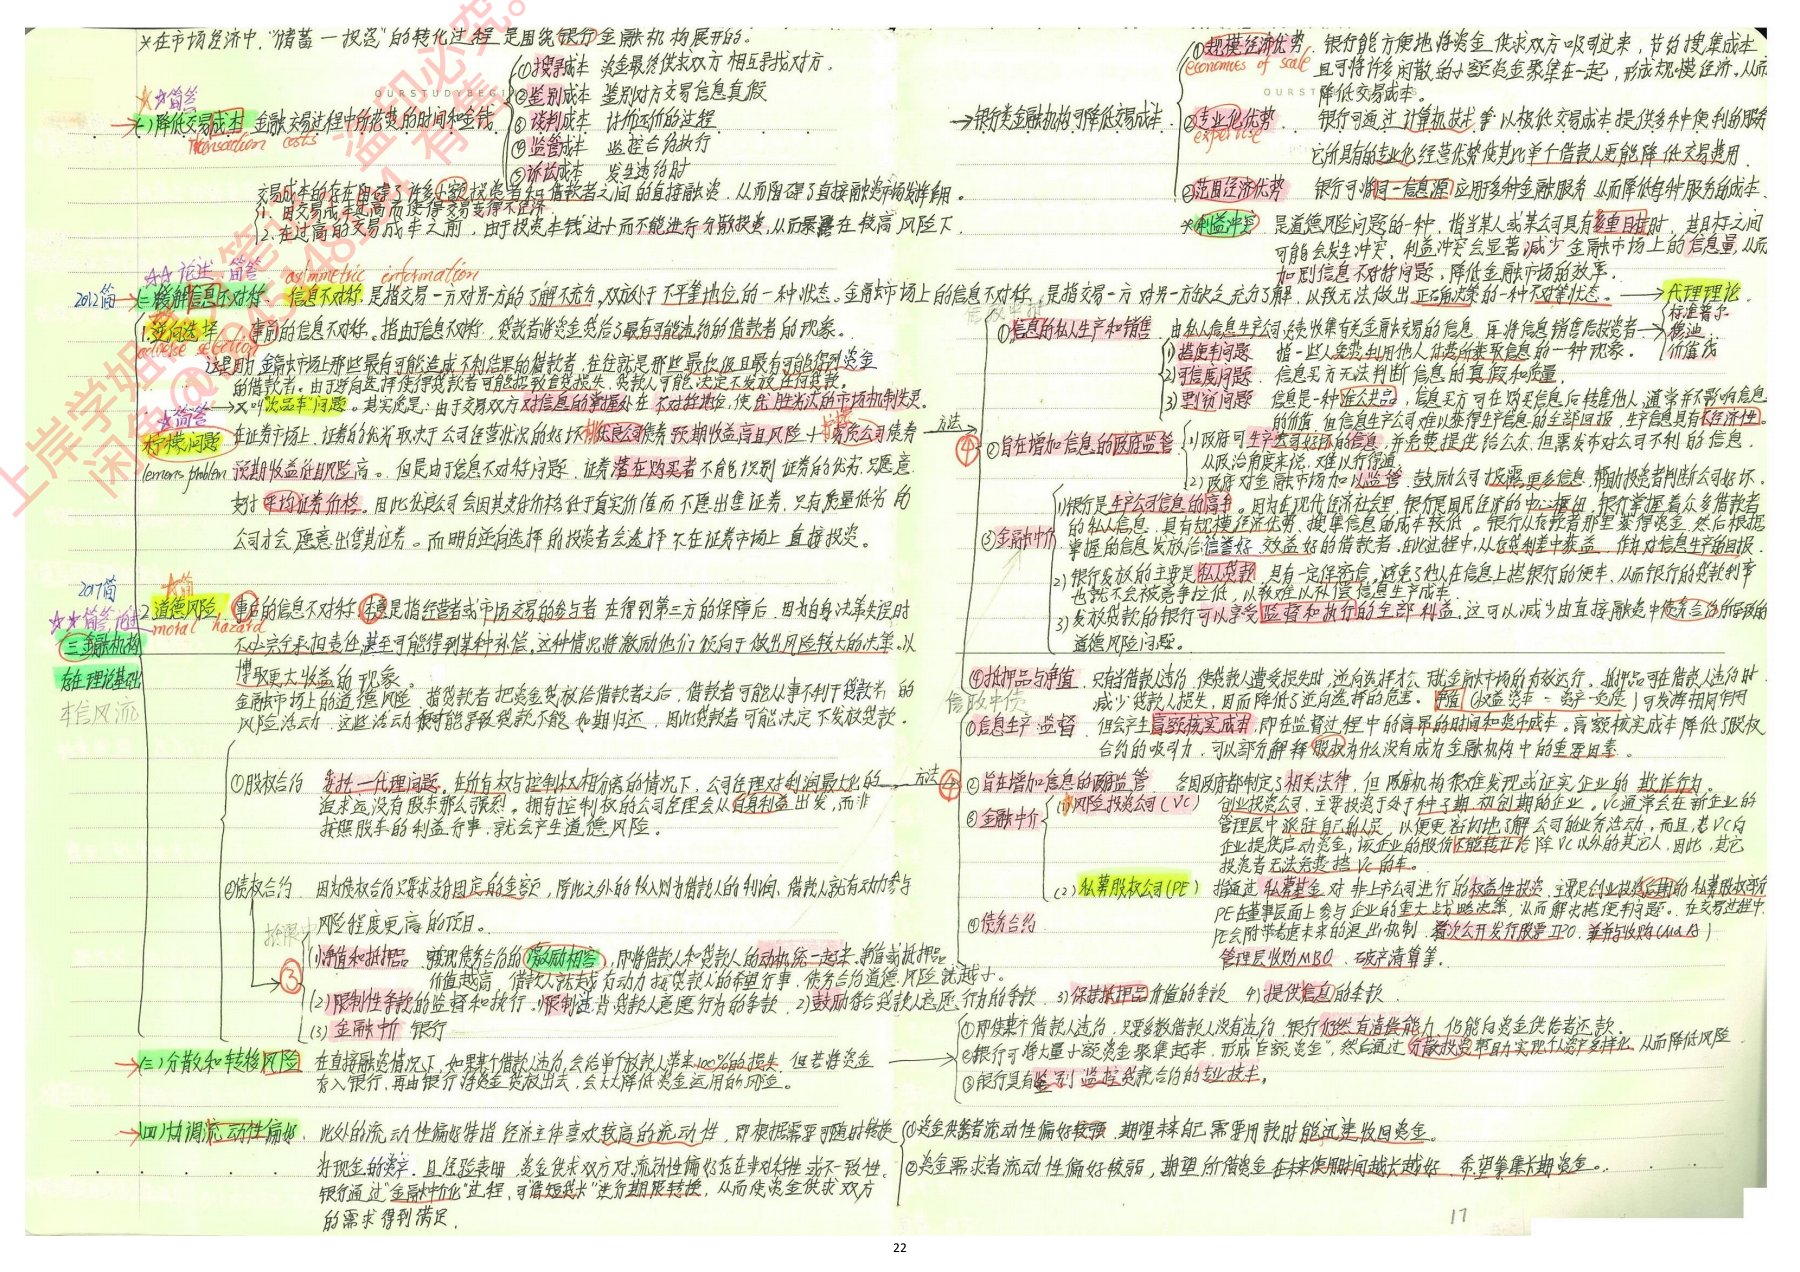 *在市场经济中,"储蓄—投资"的转化过程是围绕银行金融机构展开的.
☆☆简答
(一)降低交易成本 金融交易过程中所花费的时间和金钱
Transaction costs
①搜寻成本 资金最终供求双方相互寻找对方.
②鉴别成本 鉴别对方交易信息真假
③谈判成本 讨价还价的过程
④监管成本 监控合约执行
⑤诉讼成本 发生违约时
交易成本的存在阻碍了许多小额投资者和借款者之间的直接融资.从而阻碍了直接融资市场发挥作用。
1.因交易成本过高而使得交易变得不经济.
2.在过高的交易成本之前,由于投资本钱过小而不能进行分散投资,从而暴露在极高风险下
→银行类金融机构可降低交易成本
①规模经济优势 银行能方便地将资金供求双方吸引过来,节约搜集成本
economies of scale
且可将许多闲散的小额资金聚集在一起,形成规模经济.从而
降低交易成本。
②专业化优势 银行可通过计算机技术等以极低交易成本提供多种便利的服务
expertise
它所具有的专业化经营优势使其比单个借款人更能降低交易费用.
③范围经济优势 银行可将同一信息源应用多种金融服务.从而降低每种服务的成本.
*利益冲突 是道德风险问题的一种,指当某人或某公司具有多重目标时,其目标之间
可能会发生冲突.利益冲突会显著减少金融市场上的信息量,从而
加剧信息不对称问题,降低金融市场的效率.
☆☆论述 简答 asymmetric information
2012简→(二)缓解信息不对称. 信息不对称.是指交易一方对另一方的了解不充分,双方处于不平等地位的一种状态。金融市场上的信息不对称.是指交易一方对另一方缺乏充分了解.以致无法做出正确决策的一种不对等状态。→代理理论.
标准普尔
穆迪
价值线
1.逆向选择 事前的信息不对称。指由于信息不对称.贷款者将资金贷给了最有可能违约的借款者的现象。
adverse selection
这是因为金融市场上那些最有可能造成不利结果的借款者.往往就是那些最积极且最有可能得到资金
的借款者。由于逆向选择使得贷款者可能招致贷款损失.贷款人可能决定不发放任何贷款。
→又叫"次品车"问题。其实质是:由于交易双方对信息的掌握处在不对称地位,使优胜劣汰的市场机制失灵。
☆简答
柠檬问题 在证券市场上.证券的优劣取决于公司经营状况的好坏.优良公司债券预期收益高且风险小.劣质公司债券
lemons problem 预期收益低且风险高。但是由于信息不对称问题.证券潜在购买者不能识别证券的优劣.只愿意
支付平均证券价格。因此优良公司会因其支付价格低于真实价值而不愿出售证券.只有质量低劣的
公司才会愿意出售其证券。而明白逆向选择的投资者会选择不在证券市场上直接投资。
方法
④
①信息的私人生产和销售 由私人信息生产公司负责收集有关金融交易的信息,再将信息销售给投资者
1)搭便车问题 指一些人免费利用他人付费所获取信息的一种现象。
2)可信度问题. 信息买方无法判断信息的真假和质量.
3)剽窃问题 信息是一种准公共品,信息买方可在购买信息后转售他人,通常并不影响信息
的价值,但信息生产公司难以获得生产信息的全部回报.生产信息具有不经济性。
②旨在增加信息的政府监管
1)政府可生产公司好坏的信息,并免费提供给公众.但需发布对公司不利的信息.
从政治角度来说,难以行得通.
(2)政府对金融市场加以监管.鼓励公司披露更多信息.帮助投资者判断公司好坏.
③金融中介
1)银行是生产公司信息的高手。因为在现代经济社会里,银行是国民经济的中心枢纽.银行掌握着众多借款者
的私人信息.具有规模经济优势.搜集信息的成本较低。银行从存款者那里获得资金.然后根据
掌握的信息发放给信誉好.效益好的借款者.由此过程中,从存贷利差中获益.作为对信息生产的回报.
2)银行发放的主要是私人贷款.具有一定保密信.避免了他人在信息上搭银行的便车.从而银行的贷款利率
也就不会被竞争拉低,以致难以补偿信息生产成本.
3)发放贷款的银行可以享受监督和执行的全部利益.这可以减少由直接融资中债务合约所导致的
道德风险问题。
④抵押品与净值.只有当借款人违约.使贷款人遭受损失时.逆向选择才会干扰金融市场的有效运行.抵押品可在借款人违约时
减少贷款人损失,因而降低了逆向选择的危害。净值(权益资本=资产-负债)可发挥相同作用
2017简 ☆简
☆☆简答论述 2.道德风险.事后的信息不对称.本意是指经营者或市场交易的参与者在得到第三方的保障后.因为自身决策失误时
moral hazard
三.金融机构 不必完全承担责任,甚至可能得到某种补偿.这种情况将激励他们倾向于做出风险较大的决策.以
存在理论基础 博取更大收益的现象。
本信风流
金融市场上的道德风险.指贷款者把资金贷放给借款者之后.借款者可能从事不利于贷款者的
风险活动.这些活动很可能导致贷款不能如期归还.因此贷款者可能决定不发放贷款.
①股权合约 委托—代理问题.在所有权与控制权相分离的情况下,公司经理对利润最大化的
追求远没有股东那么强烈。拥有控制权的公司经理会从自身利益出发,而非
按照股东的利益行事.就会产生道德风险。
方法
④
①信息生产.监督 但会产生高额核实成本,即在监督过程中的高昂的时间和金钱成本。高额核实成本降低了股权
合约的吸引力.可以部分解释股权为什么没有成为金融机构中的重要因素.
②旨在增加信息的政府监管 各国政府都制定了相关法律,但政府机构很难发现或证实企业的欺诈行为。
③金融中介
(1)风险投资公司(VC) 创业投资公司,主要投资于处于种子期.初创期的企业。VC通常会在新企业的
管理层中派驻自己的人员.以便更密切地了解公司的业务活动.而且,若VC向
企业提供启动资金,该企业的股份不能转让给除VC以外的其它人,因此,其它
投资者无法免费搭VC的车。
(2)私募股权公司(PE) 指通过私募基金对非上市公司进行的权益性投资.主要是创业投资后期的私募股权部分
PE在董事层面上参与企业的重大战略决策,从而解决搭便车问题。在交易过程中.
PE会附带考虑未来的退出机制.首次公开发行股票IPO.兼并与收购(M&A)
管理层收购MBO.破产清算等。
④债务合约
②债权合约 因为债权合约只要求支付固定的金额.除此之外的收入则为借款人的利润.借款人就有动力参与
风险程度更高的项目。
③
(1)净值和抵押品.实现债务合约的激励相容,即将借款人和贷款人的动机统一起来.净值或抵押品
价值越高.借款人就越有动力按贷款人的希望行事.债务合约道德风险就越小。
(2)限制性条款的监督和执行.1)限制违背贷款人意愿行为的条款.2)鼓励符合贷款人意愿行为的条款.3)保持抵押品价值的条款 4)提供信息的条款.
(3)金融中介 银行
→(三)分散和转移风险 在直接融资情况下,如果某个借款人违约,会给单个放款人带来100%的损失.但若将资金
存入银行,再由银行将资金贷放出去.会大大降低资金运用的风险。
①即使某个借款人违约.只要多数借款人没有违约.银行仍然有清偿能力.仍能向资金供给者还款.
②银行可将大量小额资金聚集起来.形成"巨额资金",然后通过分散投资帮助实现个人资产多样化.从而降低风险.
③银行具有鉴别.监控贷款合约的专业技术。
→(四)协调流动性偏好. 此处的流动性偏好特指经济主体喜欢较高的流动性,即根据需要可随时转换
为现金的资产.且经验表明.资金供求双方对流动性偏好存在非对称性或不一致性.
银行通过"金融中介化"过程,可"借短贷长"进行期限转换,从而使资金供求双方
的需求得到满足.
①资金供给者流动性偏好较强.期望未来自己需要用款时能迅速收回资金。
②资金需求者流动性偏好较弱,期望所借资金在未来使用时间越长越好.希望筹集长期资金。
17
22